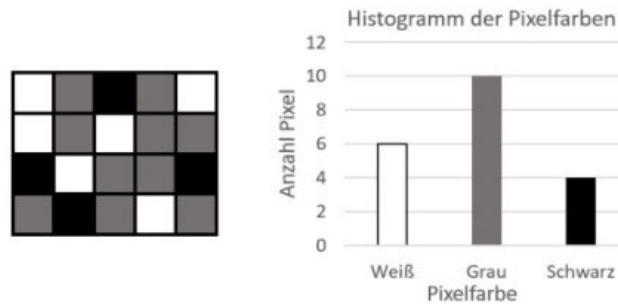 Histogramm der Pixelfarben
12
10
8
6
4
2
0
Anzahl Pixel
Weiß Grau Schwarz
Pixelfarbe